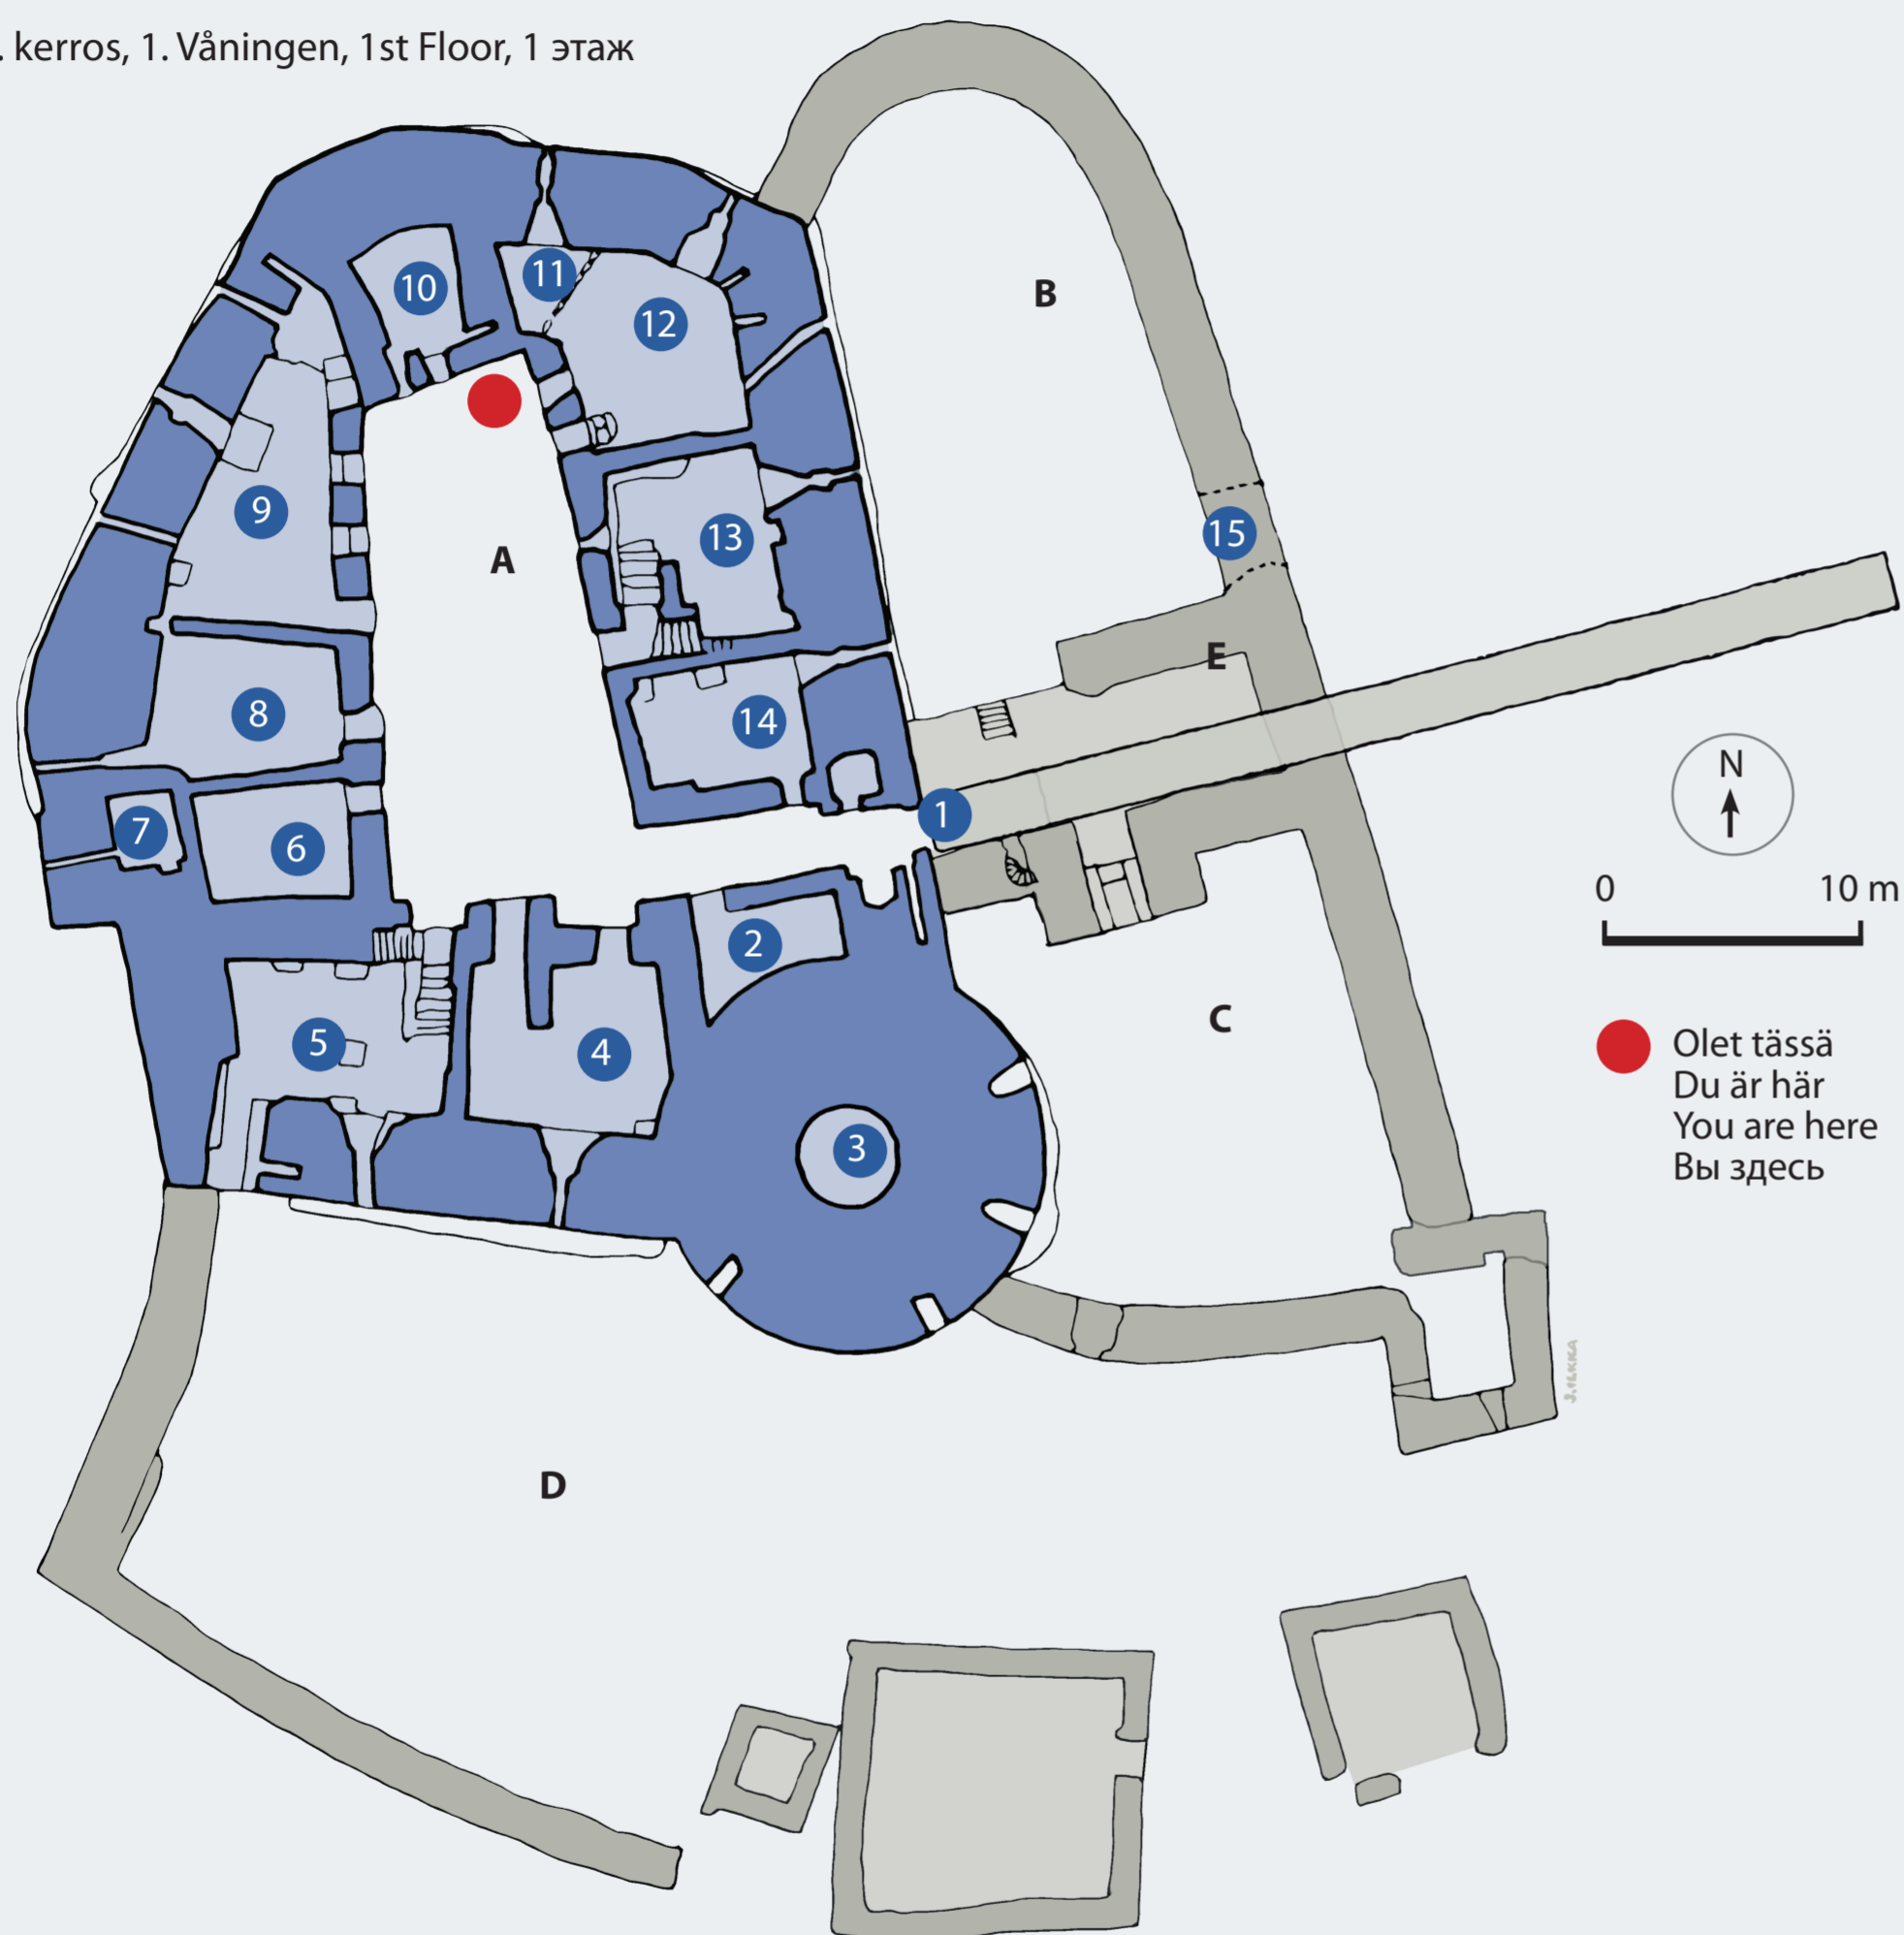 . kerros, 1. Våningen, 1st Floor, 1 этаж
B
11
10
12
9
15
13
A
E
8
14
N
1
7
6
0 10 m
2
C
5
4
Olet tässä
Du är här
You are here
Вы здесь
3
J.ILKKA
D